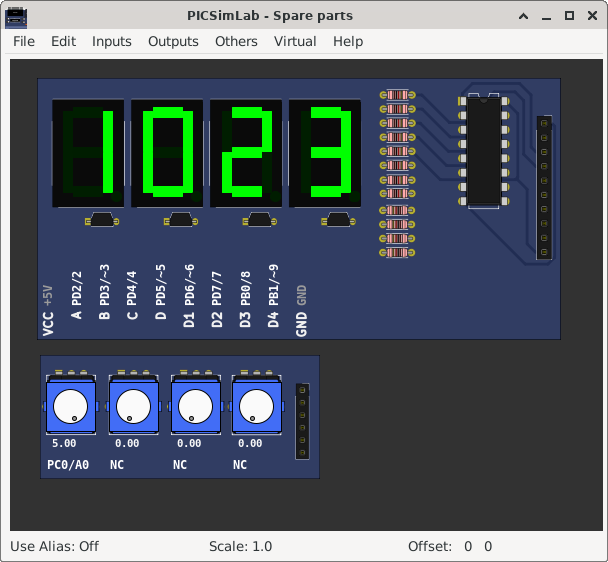 PICSimLab - Spare parts
File Edit Inputs Outputs Others Virtual Help
1023
VCC +5V
A PD2/2
B PD3/~3
C PD4/4
D PD5/~5
D1 PD6/~6
D2 PD7/7
D3 PB0/8
D4 PB1/~9
GND GND
5.00 0.00 0.00 0.00
PC0/A0 NC NC NC
Use Alias: Off Scale: 1.0 Offset: 0 0